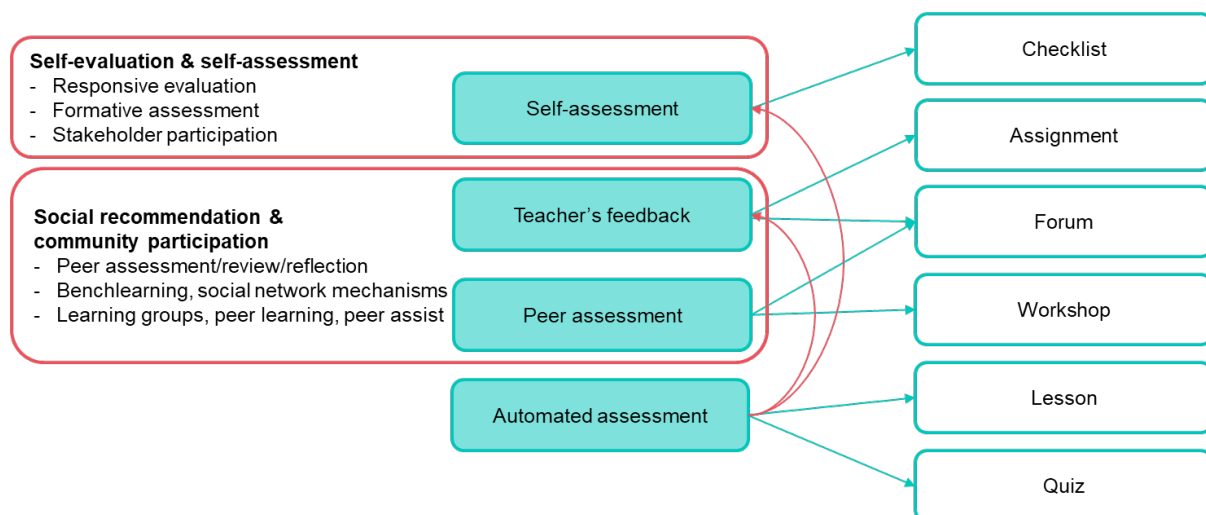 Self-evaluation & self-assessment
- Responsive evaluation
- Formative assessment
- Stakeholder participation
Self-assessment
Social recommendation &
community participation
- Peer assessment/review/reflection
- Benchlearning, social network mechanisms
- Learning groups, peer learning, peer assist
Teacher’s feedback
Peer assessment
Automated assessment
Checklist
Assignment
Forum
Workshop
Lesson
Quiz